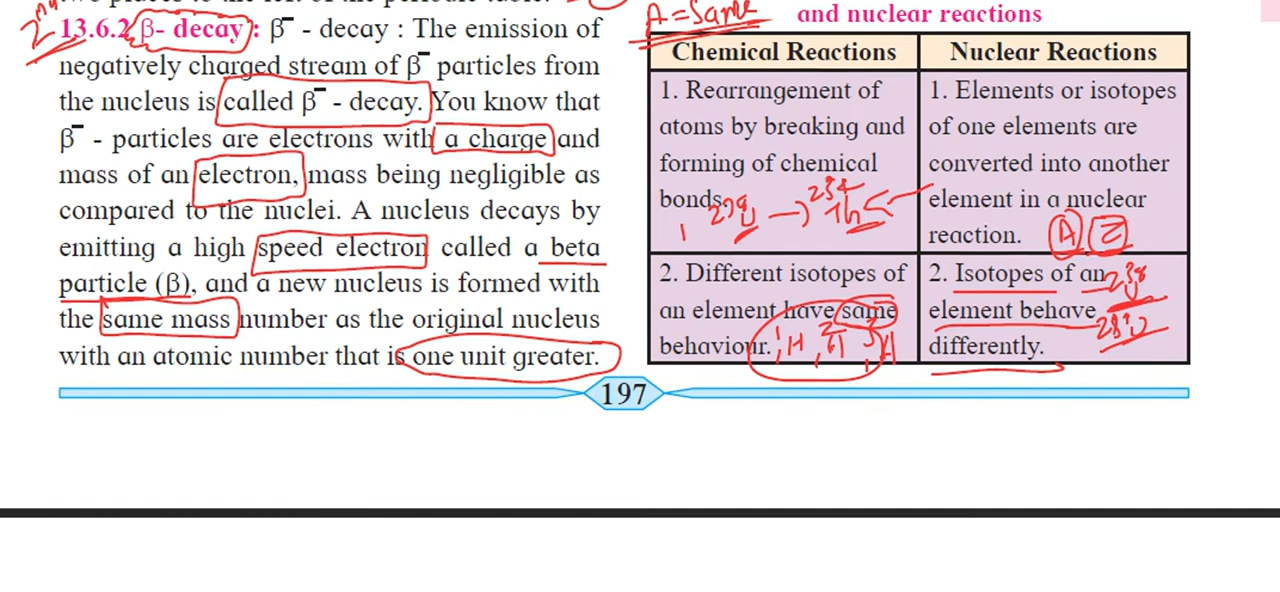 2nd
13.6.2 β- decay : β⁻ - decay : The emission of
negatively charged stream of β⁻ particles from
the nucleus is called β⁻ - decay. You know that
β⁻ - particles are electrons with a charge and
mass of an electron, mass being negligible as
compared to the nuclei. A nucleus decays by
emitting a high speed electron called a beta
particle (β), and a new nucleus is formed with
the same mass number as the original nucleus
with an atomic number that is one unit greater.
A = Same
and nuclear reactions
Chemical Reactions
1. Rearrangement of
atoms by breaking and
forming of chemical
bonds.
→ 234Th
2. Different isotopes of
an element have same
behaviour.
Nuclear Reactions
1. Elements or isotopes
of one elements are
converted into another
element in a nuclear
reaction. A Z
2. Isotopes of an 238U
element behave
differently.
197